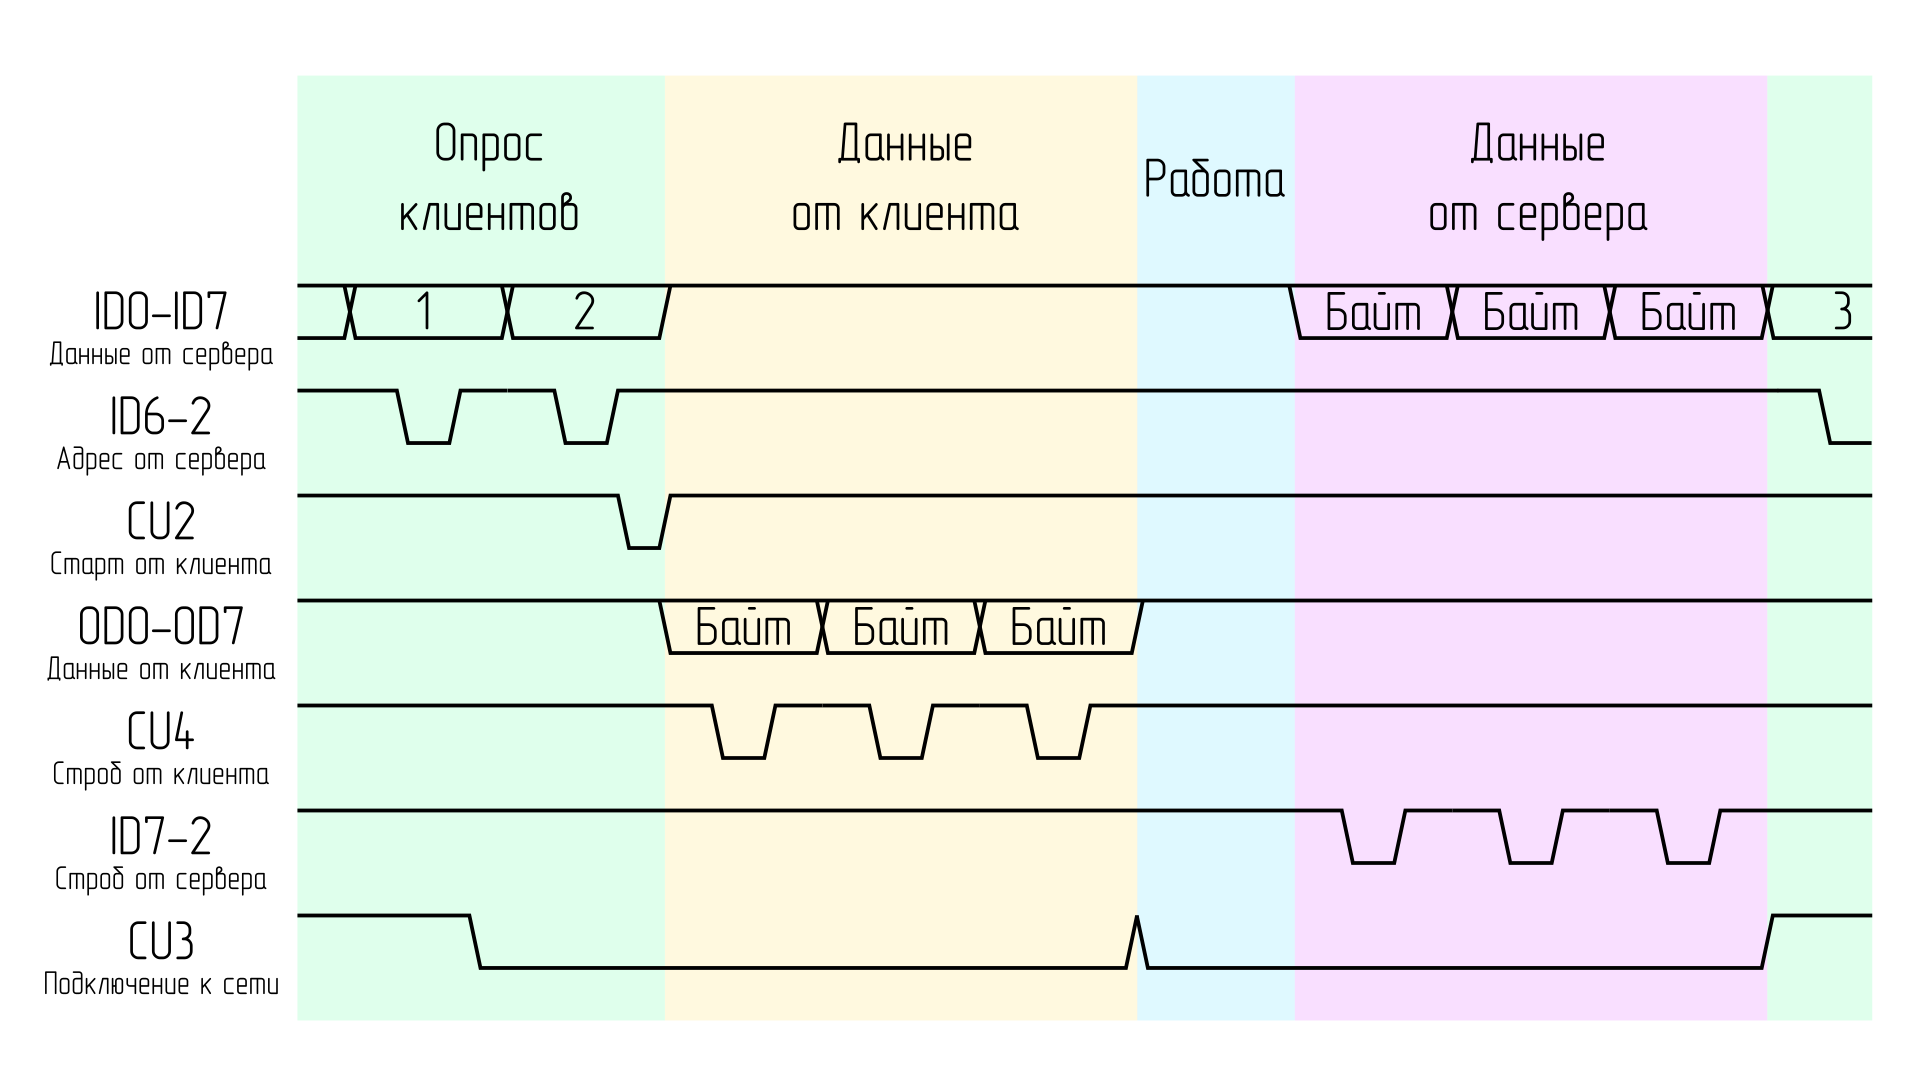 Опрос
клиентов
Данные
от клиента
Работа
Данные
от сервера
ID0-ID7
Данные от сервера
1
2
Байт
Байт
Байт
3
ID6-2
Адрес от сервера
CU2
Старт от клиента
OD0-OD7
Данные от клиента
Байт
Байт
Байт
CU4
Строб от клиента
ID7-2
Строб от сервера
CU3
Подключение к сети